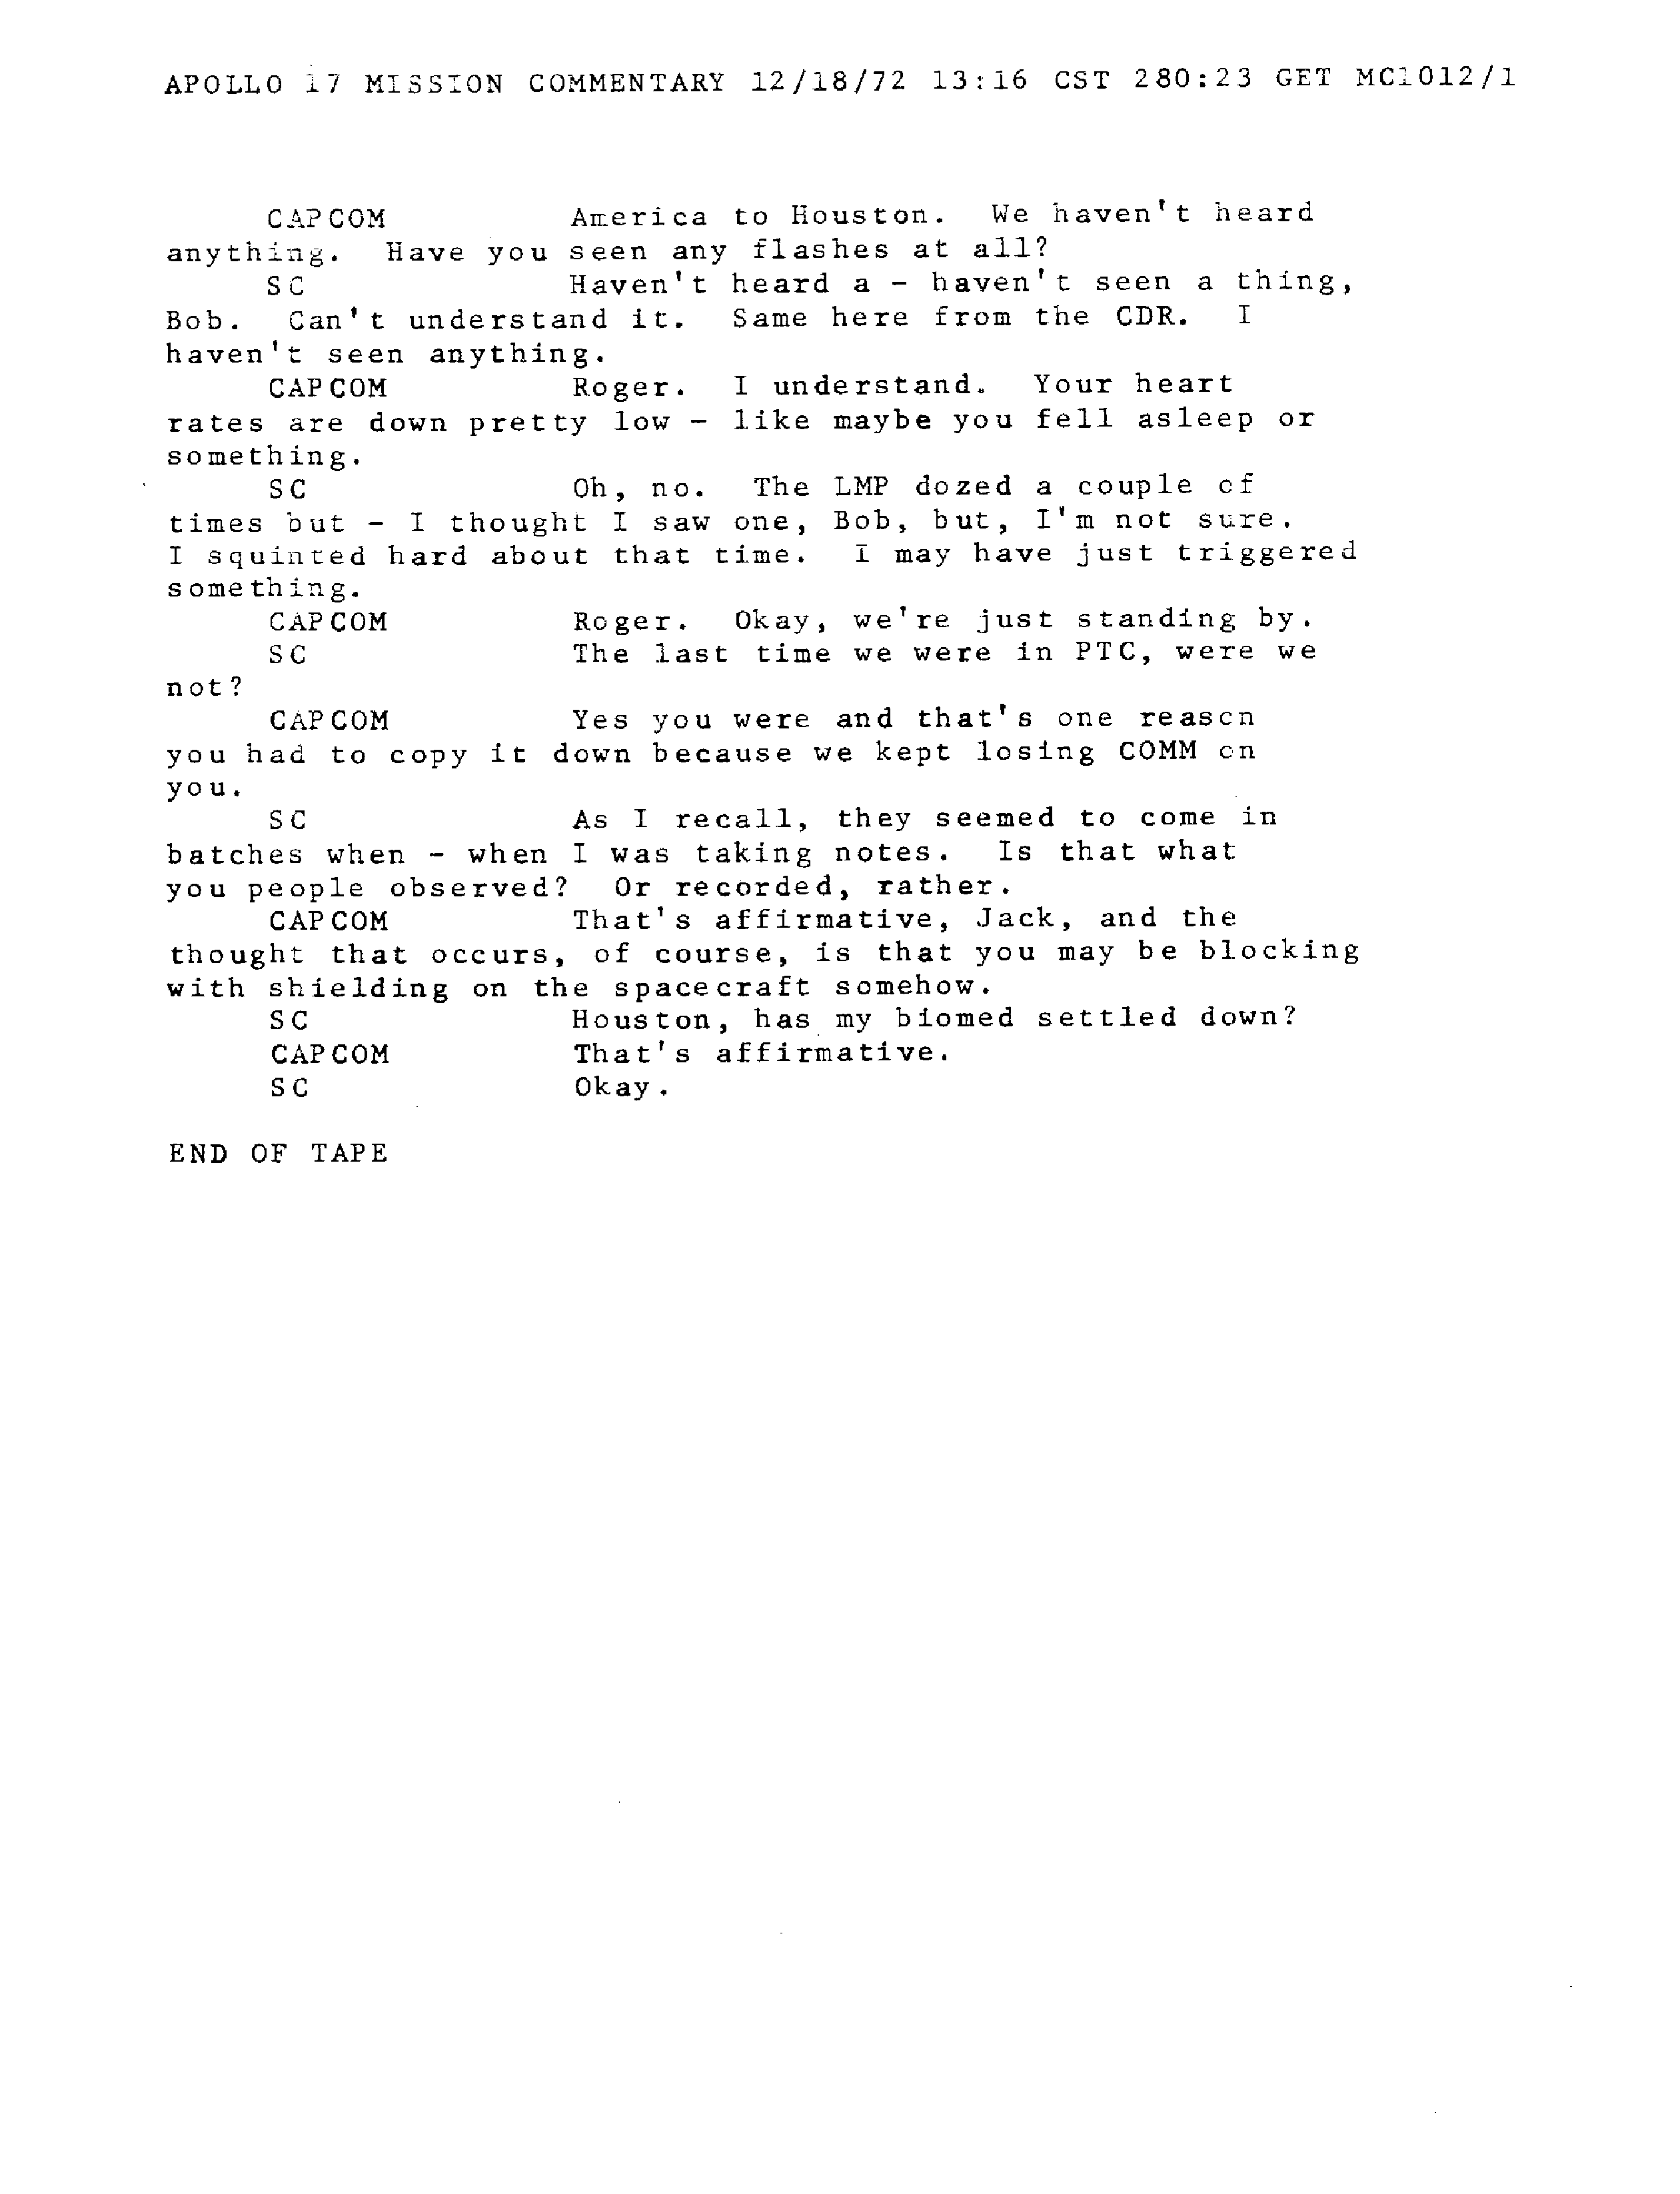 APOLLO 17 MISSION COMMENTARY 12/18/72 13:16 CST 280:23 GET MC1012/1
CAPCOM America to Houston. We haven't heard
anything. Have you seen any flashes at all?
SC Haven't heard a - haven't seen a thing,
Bob. Can't understand it. Same here from the CDR. I
haven't seen anything.
CAPCOM Roger. I understand. Your heart
rates are down pretty low - like maybe you fell asleep or
something.
SC Oh, no. The LMP dozed a couple of
times but - I thought I saw one, Bob, but, I'm not sure.
I squinted hard about that time. I may have just triggered
something.
CAPCOM Roger. Okay, we're just standing by.
SC The last time we were in PTC, were we
not?
CAPCOM Yes you were and that's one reason
you had to copy it down because we kept losing COMM on
you.
SC As I recall, they seemed to come in
batches when - when I was taking notes. Is that what
you people observed? Or recorded, rather.
CAPCOM That's affirmative, Jack, and the
thought that occurs, of course, is that you may be blocking
with shielding on the spacecraft somehow.
SC Houston, has my biomed settled down?
CAPCOM That's affirmative.
SC Okay.
END OF TAPE